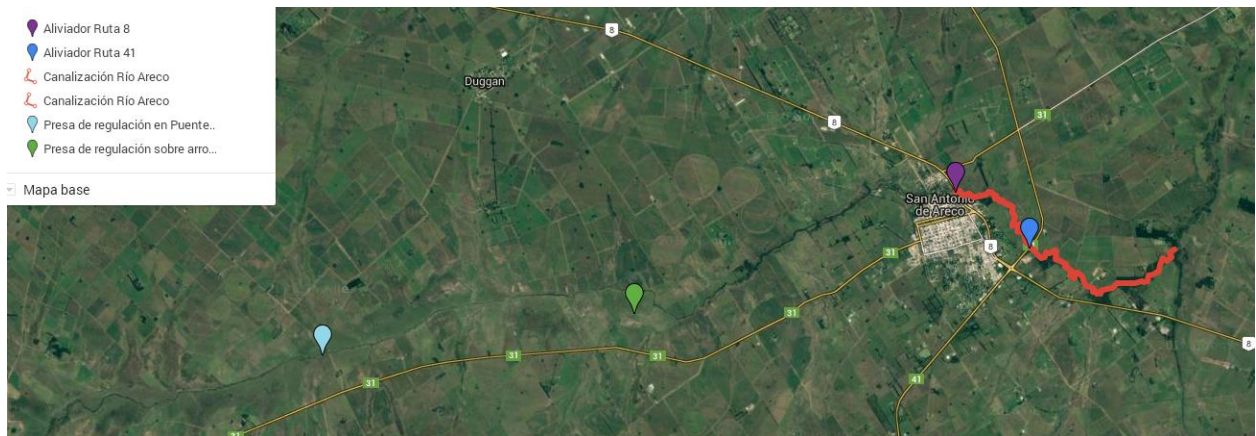 Aliviador Ruta 8
Aliviador Ruta 41
Canalización Río Areco
Canalización Río Areco
Presa de regulación en Puente..
Presa de regulación sobre arro...
Mapa base
8
Duggan
8
31
San Antonio
de Areco
31
8
31
8
31
31
31
41
31